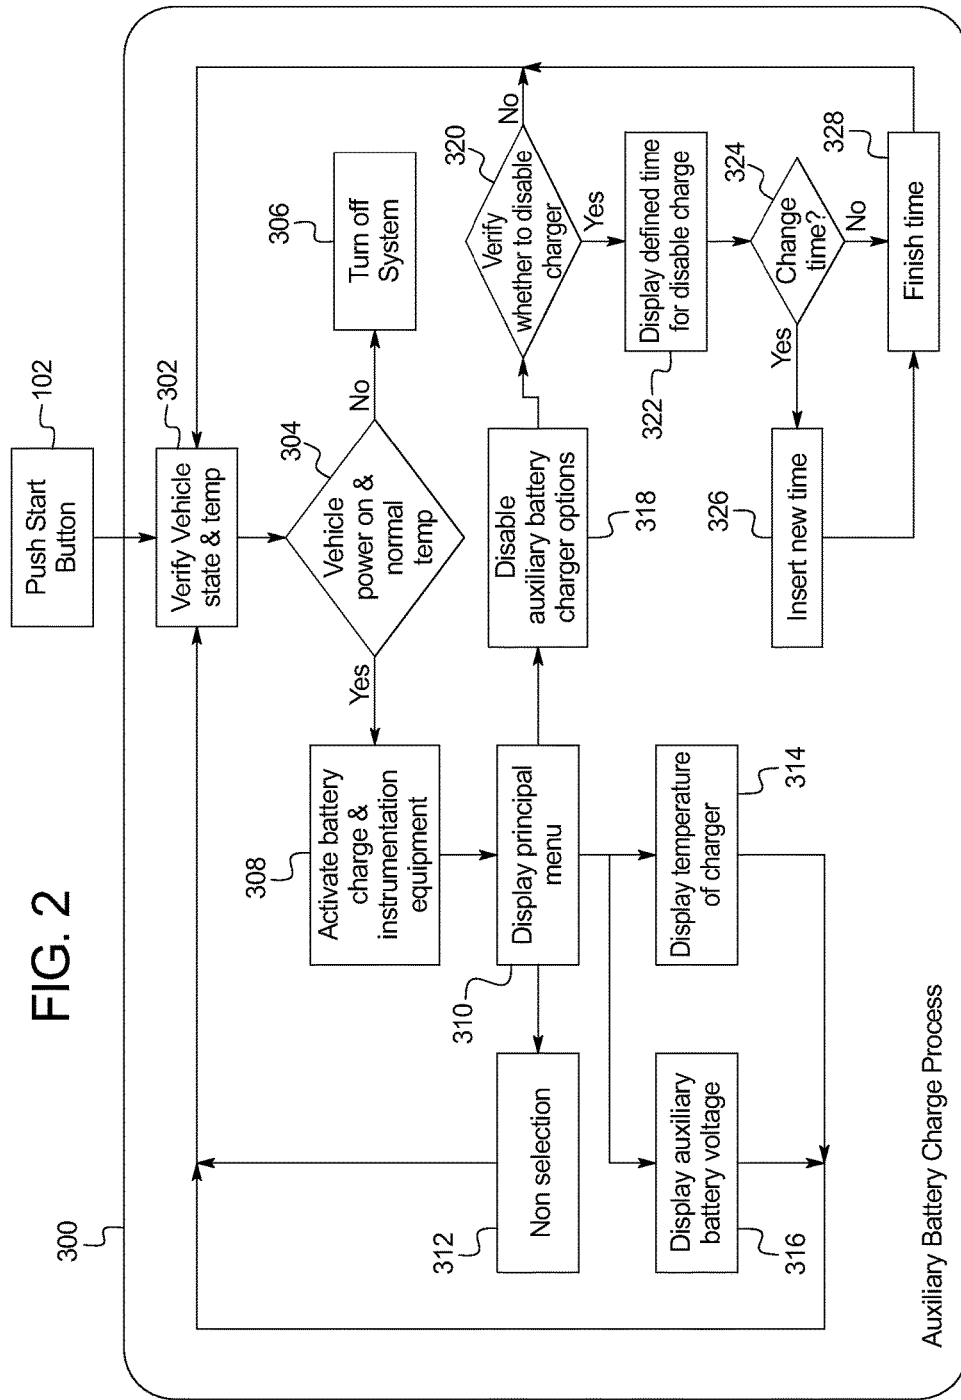 FIG. 2
300
Push Start
Button
102
Verify Vehicle
state & temp
302
Vehicle
power on &
normal
temp
304
No
Turn off
System
306
Yes
Activate battery
charge &
instrumentation
equipment
308
Display principal
menu
310
Non selection
312
Display temperature
of charger
314
Display auxiliary
battery voltage
316
Disable
auxiliary battery
charger options
318
Verify
whether to disable
charger
320
No
Yes
Display defined time
for disable charge
322
Change
time?
324
Yes
No
Insert new time
326
Finish time
328
Auxiliary Battery Charge Process